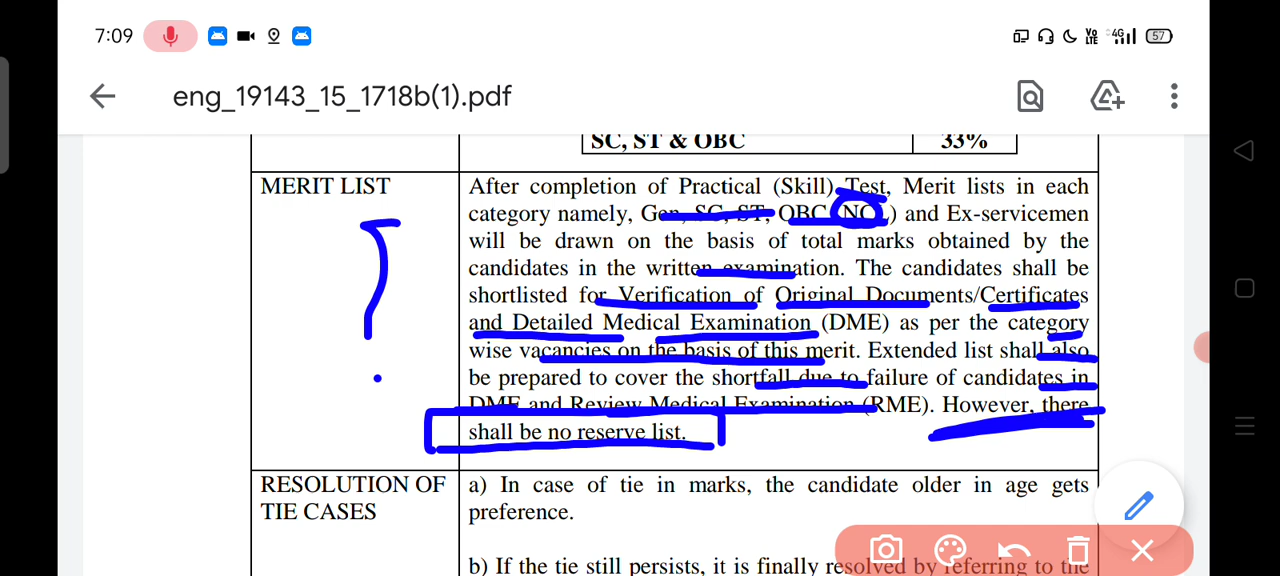 7:09
Vo LTE 4G 57
eng_19143_15_1718b(1).pdf
SC, ST & OBC 33%
MERIT LIST
After completion of Practical (Skill) Test, Merit lists in each
category namely, Gen, SC, ST, OBC (NCL) and Ex-servicemen
will be drawn on the basis of total marks obtained by the
candidates in the written examination. The candidates shall be
shortlisted for Verification of Original Documents/Certificates
and Detailed Medical Examination (DME) as per the category
wise vacancies on the basis of this merit. Extended list shall also
be prepared to cover the shortfall due to failure of candidates in
DME and Review Medical Examination (RME). However, there
shall be no reserve list.
RESOLUTION OF
TIE CASES
a) In case of tie in marks, the candidate older in age gets
preference.
b) If the tie still persists, it is finally resolved by referring to the